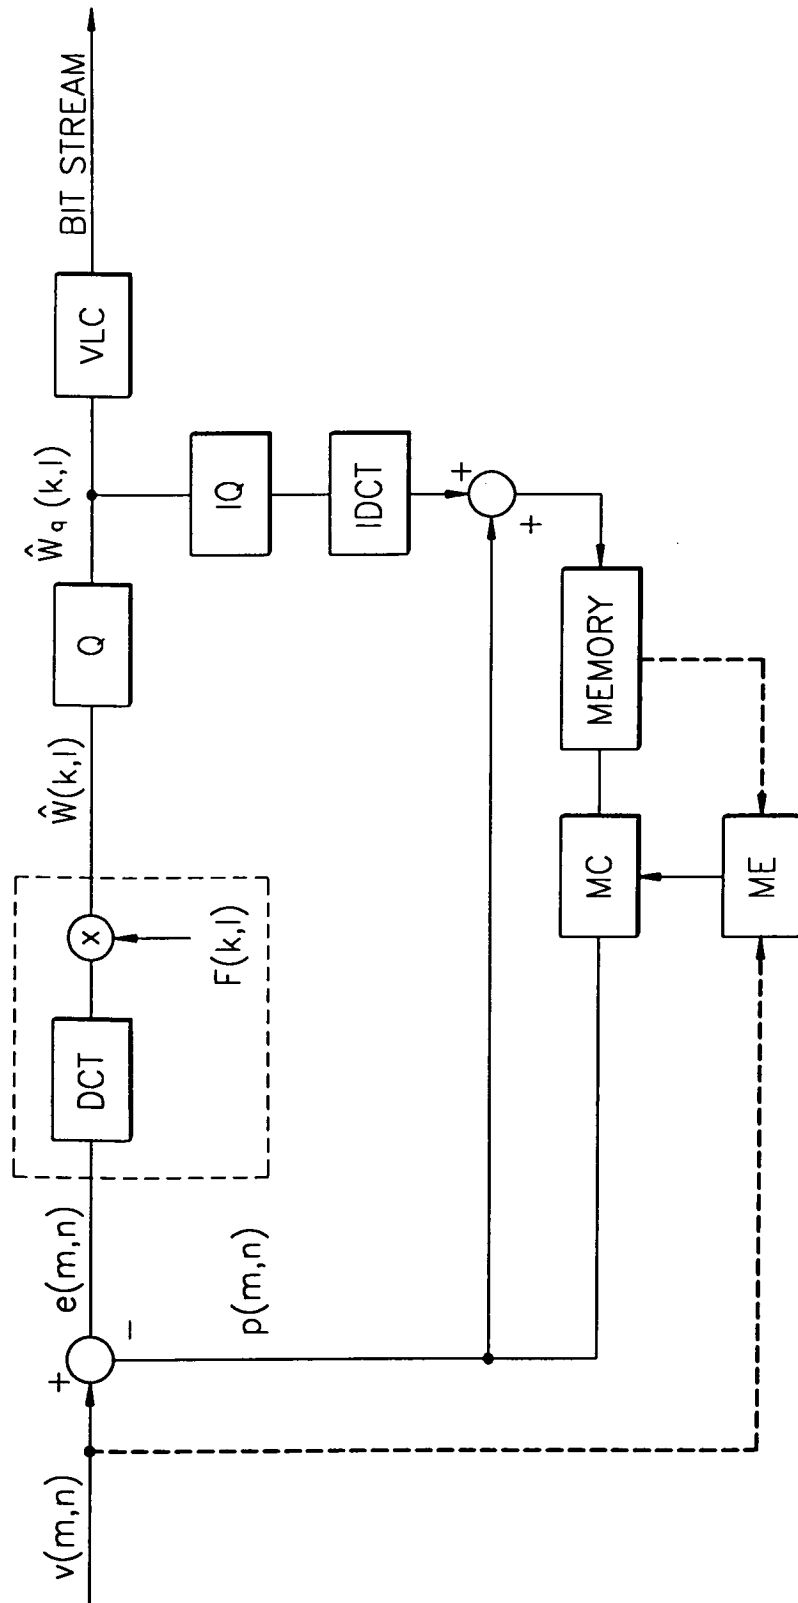 v(m,n)
+
−
e(m,n)
p(m,n)
DCT
x
F(k,l)
Ŵ(k,l)
Q
Ŵq(k,l)
VLC
BIT STREAM
IQ
IDCT
+
+
MEMORY
MC
ME